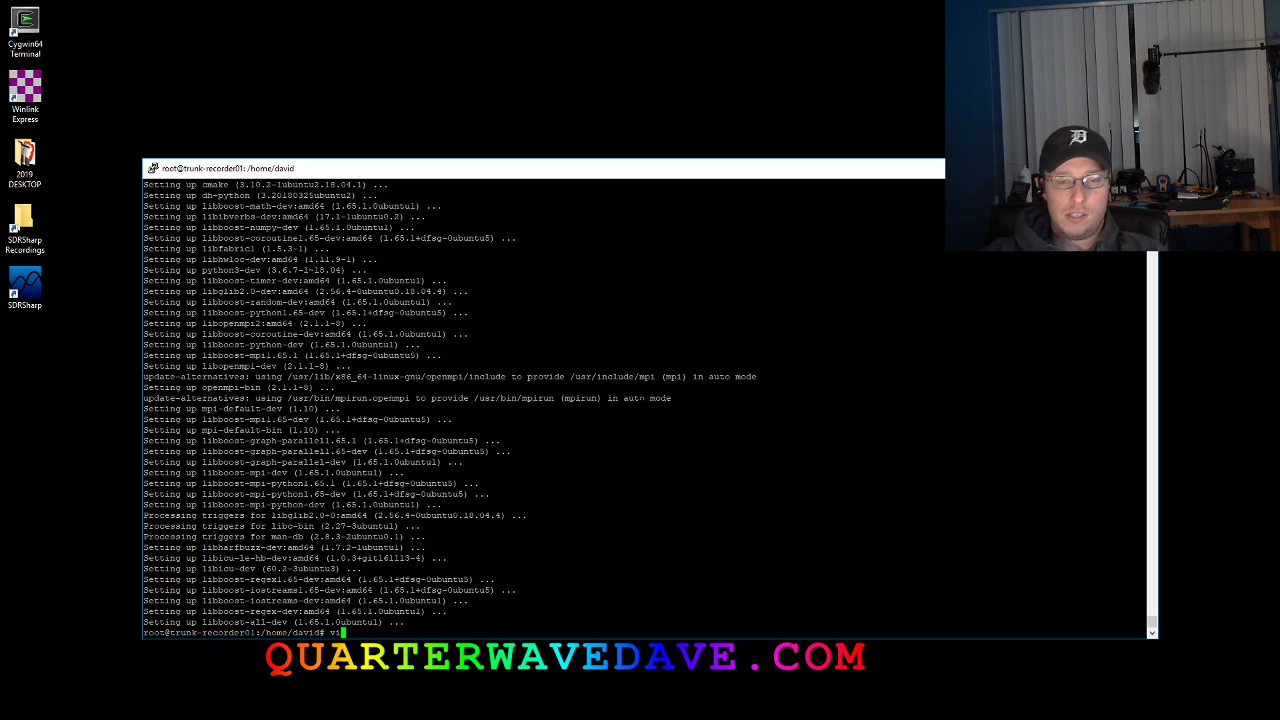 Cygwin64
Terminal
Winlink
Express
2019
DESKTOP
SDRSharp
Recordings
SDRSharp
root@trunk-recorder01: /home/david
Setting up cmake (3.10.2-1ubuntu2.18.04.1) ...
Setting up dh-python (3.20180325ubuntu2) ...
Setting up libboost-math-dev:amd64 (1.65.1.0ubuntu1) ...
Setting up libibverbs-dev:amd64 (17.1-1ubuntu0.2) ...
Setting up libboost-numpy-dev (1.65.1.0ubuntu1) ...
Setting up libboost-coroutine1.65-dev:amd64 (1.65.1+dfsg-0ubuntu5) ...
Setting up libfabric1 (1.5.3-1) ...
Setting up libhwloc-dev:amd64 (1.11.9-1) ...
Setting up python3-dev (3.6.7-1~18.04) ...
Setting up libboost-timer-dev:amd64 (1.65.1.0ubuntu1) ...
Setting up libglib2.0-dev:amd64 (2.56.4-0ubuntu0.18.04.4) ...
Setting up libboost-random-dev:amd64 (1.65.1.0ubuntu1) ...
Setting up libboost-python1.65-dev (1.65.1+dfsg-0ubuntu5) ...
Setting up libopenmpi2:amd64 (2.1.1-8) ...
Setting up libboost-coroutine-dev:amd64 (1.65.1.0ubuntu1) ...
Setting up libboost-python-dev (1.65.1.0ubuntu1) ...
Setting up libboost-mpi1.65.1 (1.65.1+dfsg-0ubuntu5) ...
Setting up libopenmpi-dev (2.1.1-8) ...
update-alternatives: using /usr/lib/x86_64-linux-gnu/openmpi/include to provide /usr/include/mpi (mpi) in auto mode
Setting up openmpi-bin (2.1.1-8) ...
update-alternatives: using /usr/bin/mpirun.openmpi to provide /usr/bin/mpirun (mpirun) in auto mode
Setting up mpi-default-dev (1.10) ...
Setting up libboost-mpi1.65-dev (1.65.1+dfsg-0ubuntu5) ...
Setting up mpi-default-bin (1.10) ...
Setting up libboost-graph-parallel1.65.1 (1.65.1+dfsg-0ubuntu5) ...
Setting up libboost-graph-parallel1.65-dev (1.65.1+dfsg-0ubuntu5) ...
Setting up libboost-graph-parallel-dev (1.65.1.0ubuntu1) ...
Setting up libboost-mpi-dev (1.65.1.0ubuntu1) ...
Setting up libboost-mpi-python1.65.1 (1.65.1+dfsg-0ubuntu5) ...
Setting up libboost-mpi-python1.65-dev (1.65.1+dfsg-0ubuntu5) ...
Setting up libboost-mpi-python-dev (1.65.1.0ubuntu1) ...
Processing triggers for libglib2.0-0:amd64 (2.56.4-0ubuntu0.18.04.4) ...
Processing triggers for libc-bin (2.27-3ubuntu1) ...
Processing triggers for man-db (2.8.3-2ubuntu0.1) ...
Setting up libharfbuzz-dev:amd64 (1.7.2-1ubuntu1) ...
Setting up libicu-le-hb-dev:amd64 (1.0.3+git161113-4) ...
Setting up libicu-dev (60.2-3ubuntu3) ...
Setting up libboost-regex1.65-dev:amd64 (1.65.1+dfsg-0ubuntu5) ...
Setting up libboost-iostreams1.65-dev:amd64 (1.65.1+dfsg-0ubuntu5) ...
Setting up libboost-iostreams-dev:amd64 (1.65.1.0ubuntu1) ...
Setting up libboost-regex-dev:amd64 (1.65.1.0ubuntu1) ...
Setting up libboost-all-dev (1.65.1.0ubuntu1) ...
root@trunk-recorder01:/home/david# vi
QUARTERWAVEDAVE.COM